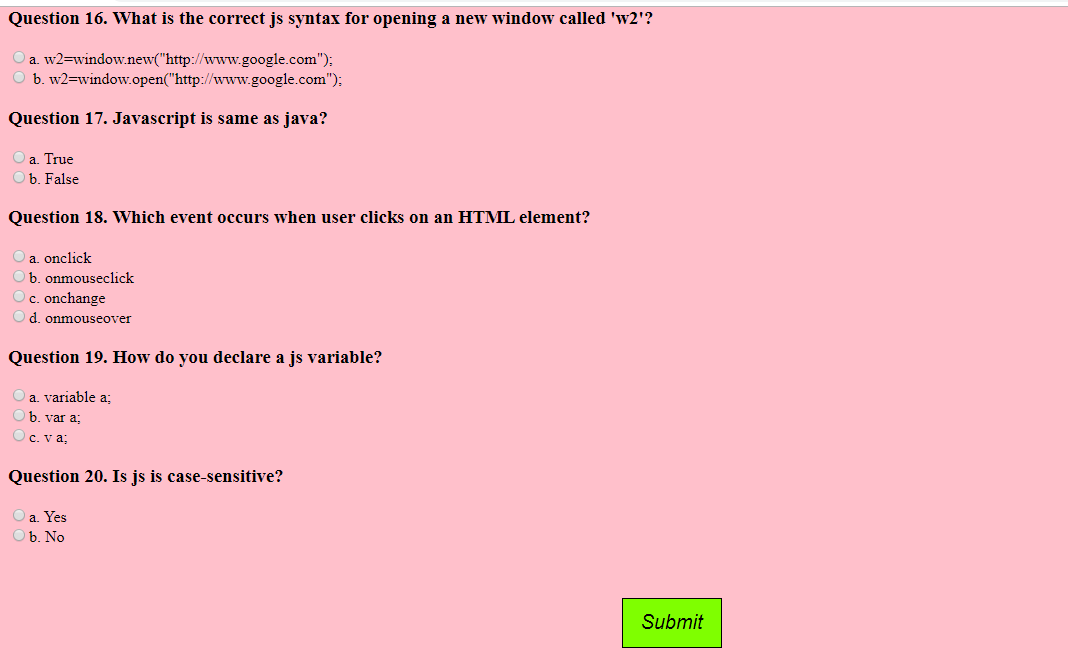 Question 16. What is the correct js syntax for opening a new window called 'w2'?
a. w2=window.new("http://www.google.com");
b. w2=window.open("http://www.google.com");
Question 17. Javascript is same as java?
a. True
b. False
Question 18. Which event occurs when user clicks on an HTML element?
a. onclick
b. onmouseclick
c. onchange
d. onmouseover
Question 19. How do you declare a js variable?
a. variable a;
b. var a;
c. v a;
Question 20. Is js is case-sensitive?
a. Yes
b. No
Submit